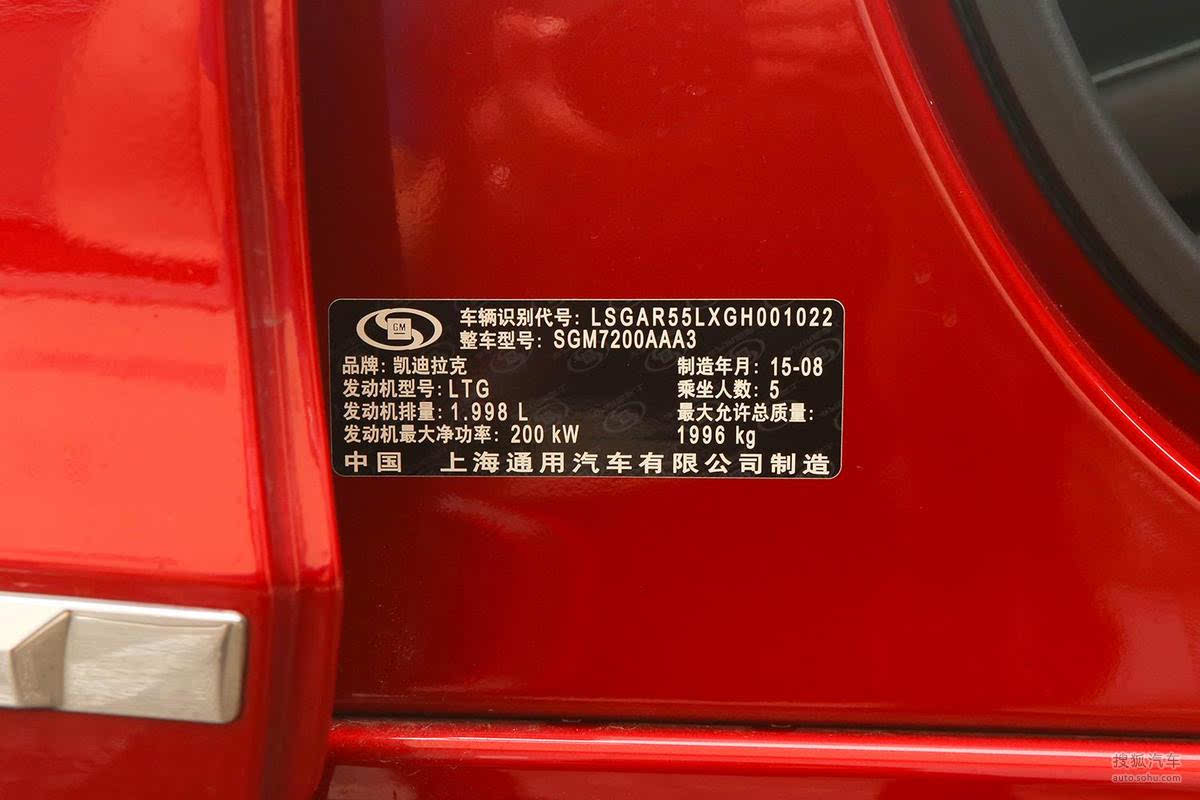 GM
车辆识别代号: LSGAR55LXGH001022
整车型号: SGM7200AAA3
品牌: 凯迪拉克 制造年月: 15-08
发动机型号: LTG 乘坐人数: 5
发动机排量: 1.998 L 最大允许总质量:
发动机最大净功率: 200 kW 1996 kg
中国 上海通用汽车有限公司制造
搜狐汽车
auto.sohu.com